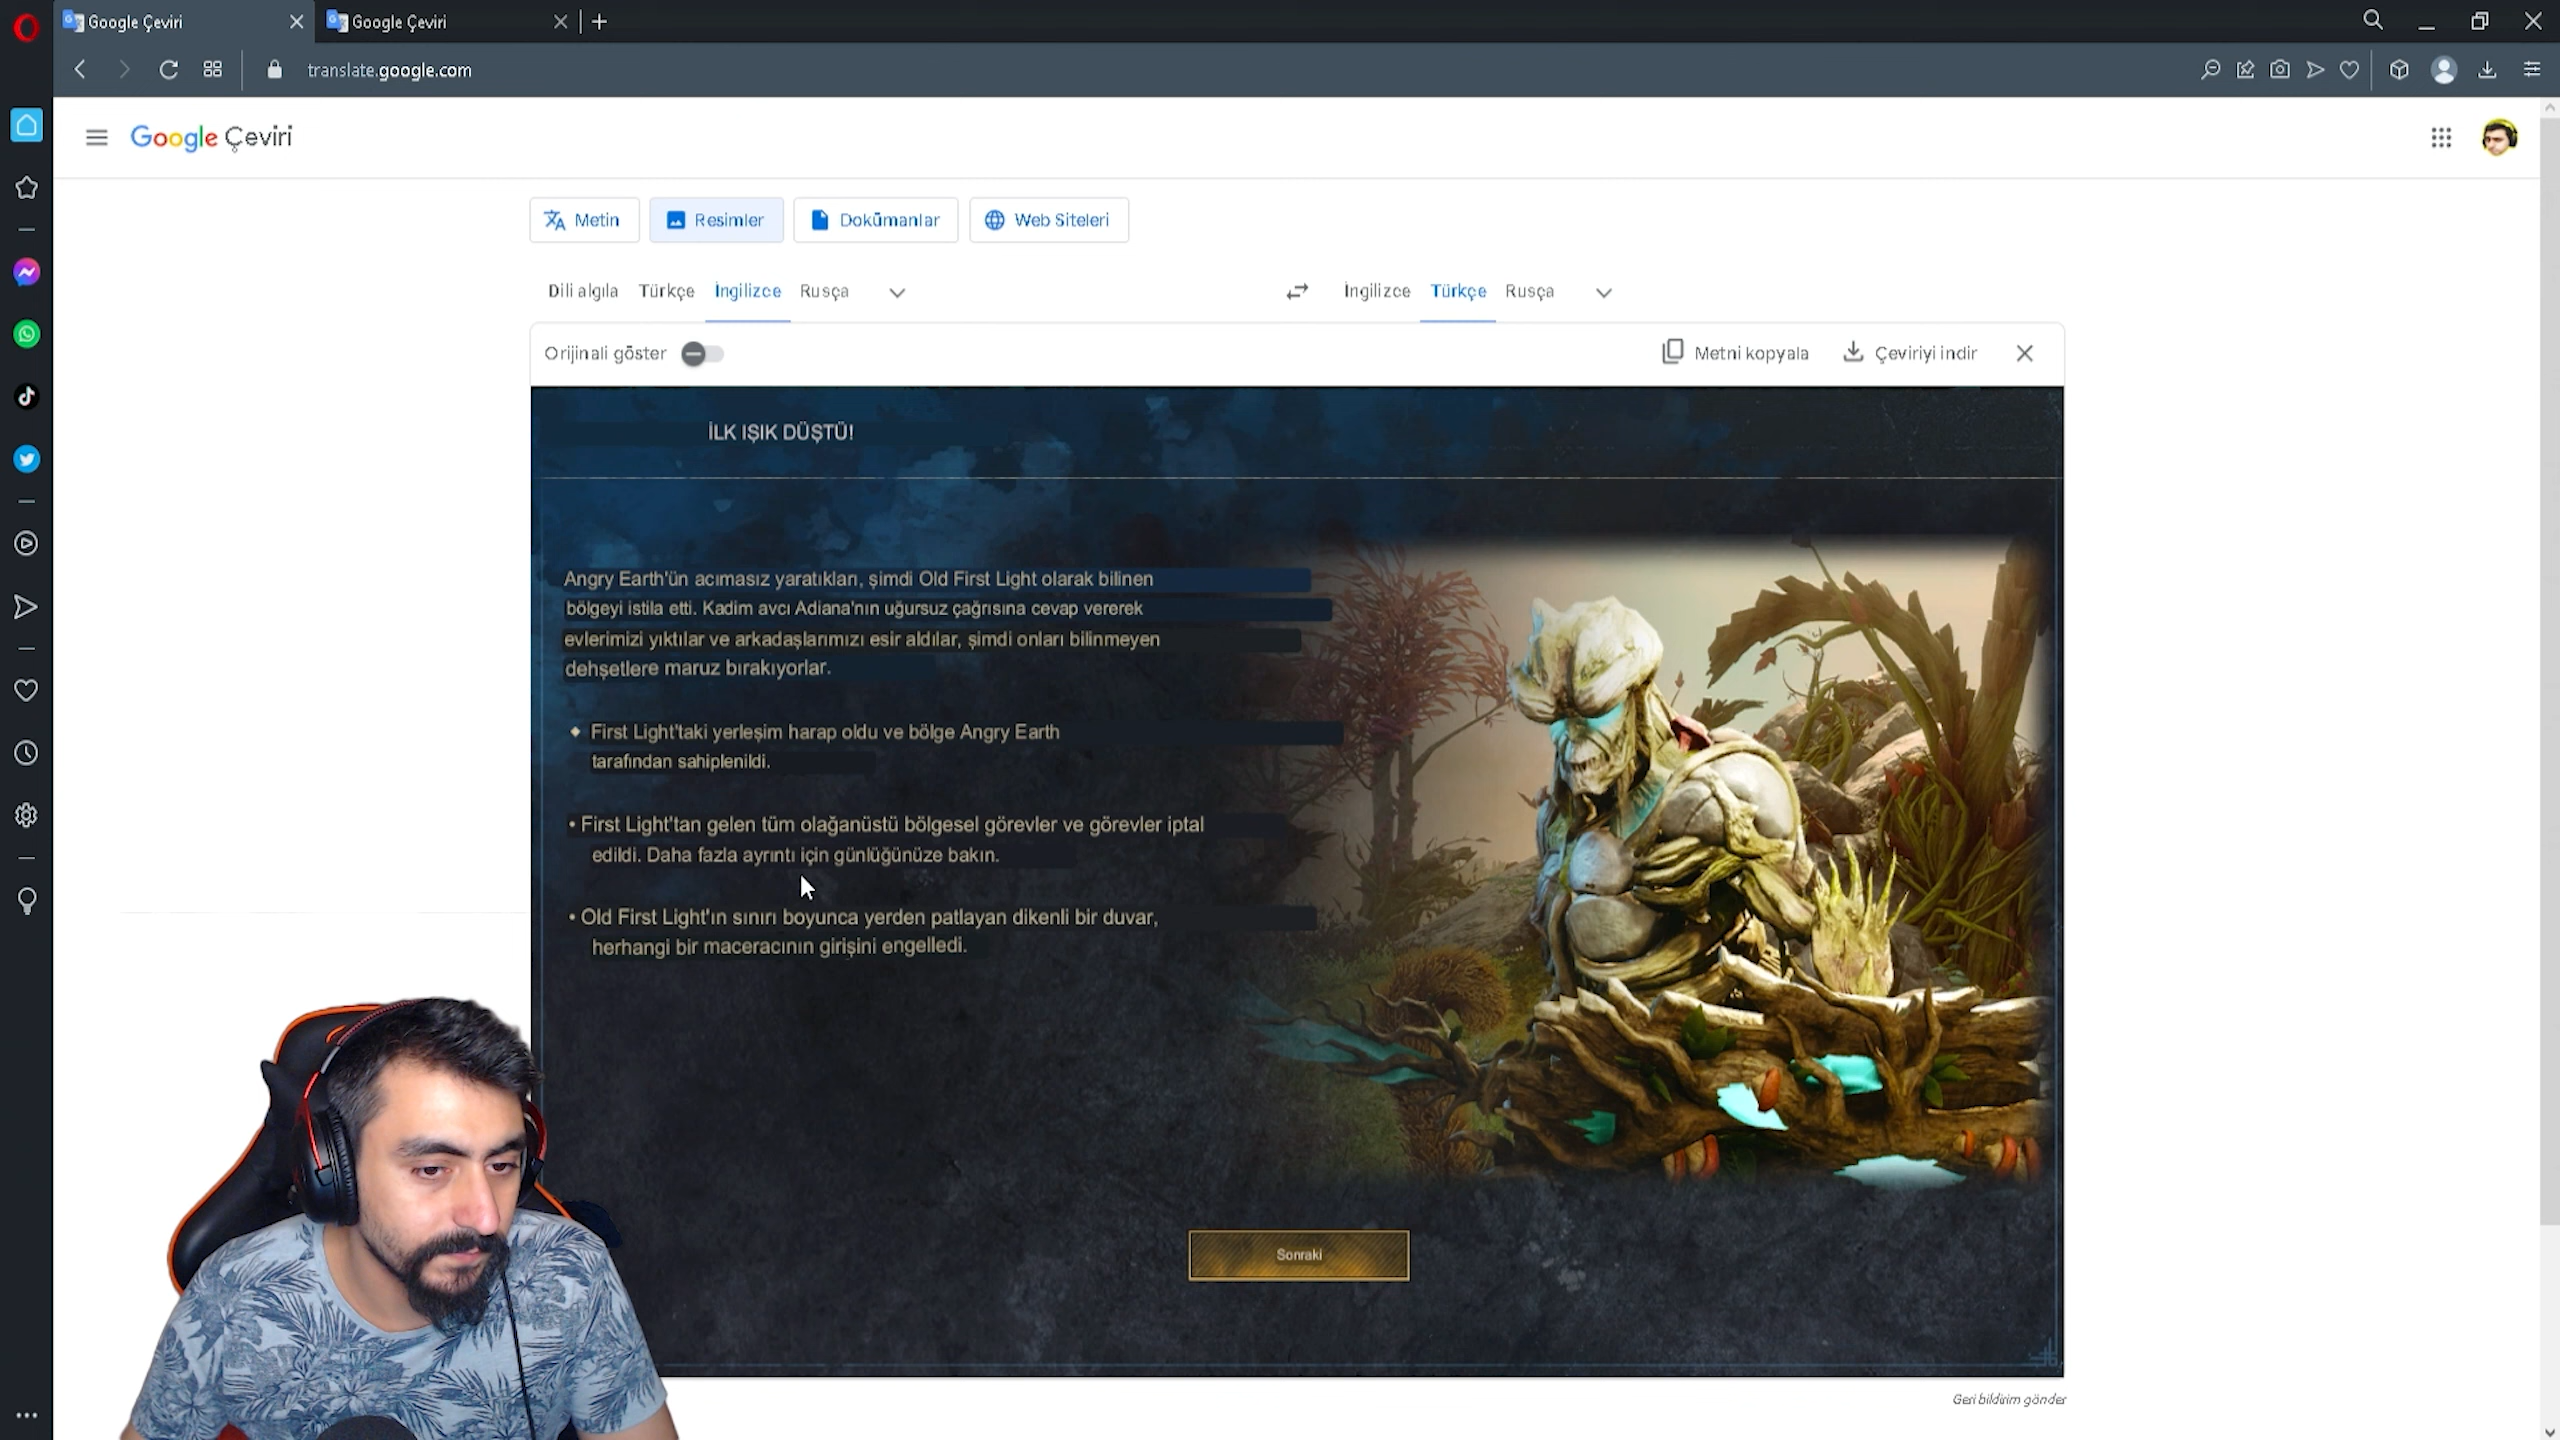 Google Çeviri
Google Çeviri
translate.google.com
Google Çeviri
Metin
Resimler
Dokümanlar
Web Siteleri
Dili algıla
Türkçe
İngilizce
Rusça
İngilizce
Türkçe
Rusça
Orijinali göster
Metni kopyala
Çeviriyi indir
İLK IŞIK DÜŞTÜ!
Angry Earth'ün acımasız yaratıkları, şimdi Old First Light olarak bilinen
bölgeyi istila etti. Kadim avcı Adiana'nın uğursuz çağrısına cevap vererek
evlerimizi yıktılar ve arkadaşlarımızı esir aldılar, şimdi onları bilinmeyen
dehşetlere maruz bırakıyorlar.
◆ First Light'taki yerleşim harap oldu ve bölge Angry Earth
tarafından sahiplenildi.
• First Light'tan gelen tüm olağanüstü bölgesel görevler ve görevler iptal
edildi. Daha fazla ayrıntı için günlüğünüze bakın.
• Old First Light'ın sınırı boyunca yerden patlayan dikenli bir duvar,
herhangi bir maceracının girişini engelledi.
Sonraki
Geri bildirim gönder